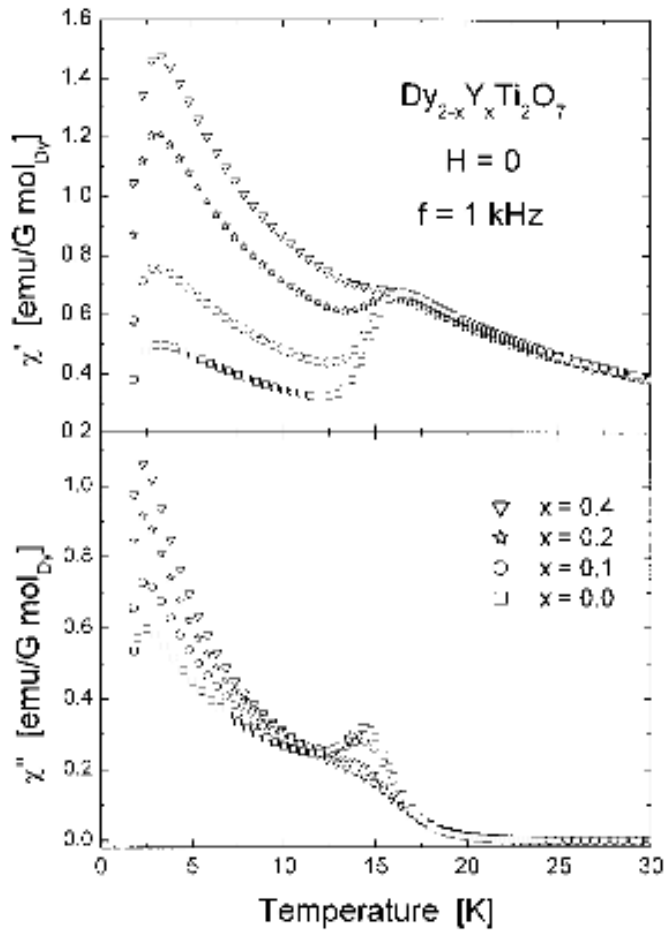 1.6
1.4
1.2
1.0
0.8
0.6
0.4
0.2
χ' [emu/G mol_Dy]
Dy₂₋ₓYₓTi₂O₇
H = 0
f = 1 kHz
1.0
0.8
0.6
0.4
0.2
0.0
χ'' [emu/G mol_Dy]
x = 0.4
x = 0.2
x = 0.1
x = 0.0
0 5 10 15 20 25 30
Temperature [K]